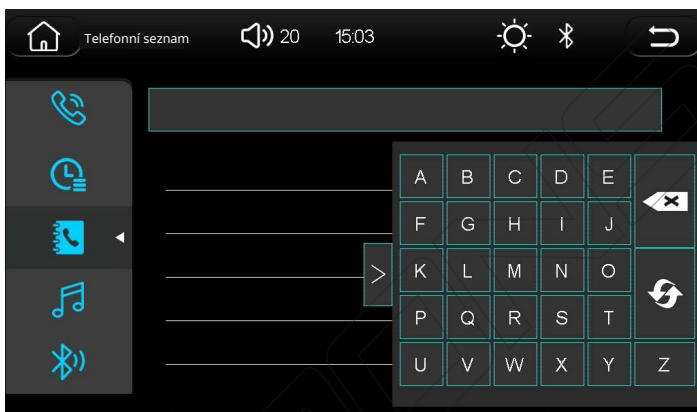 Telefonní seznam 20 15:03
A B C D E
F G H I J
> K L M N O
P Q R S T
U V W X Y Z